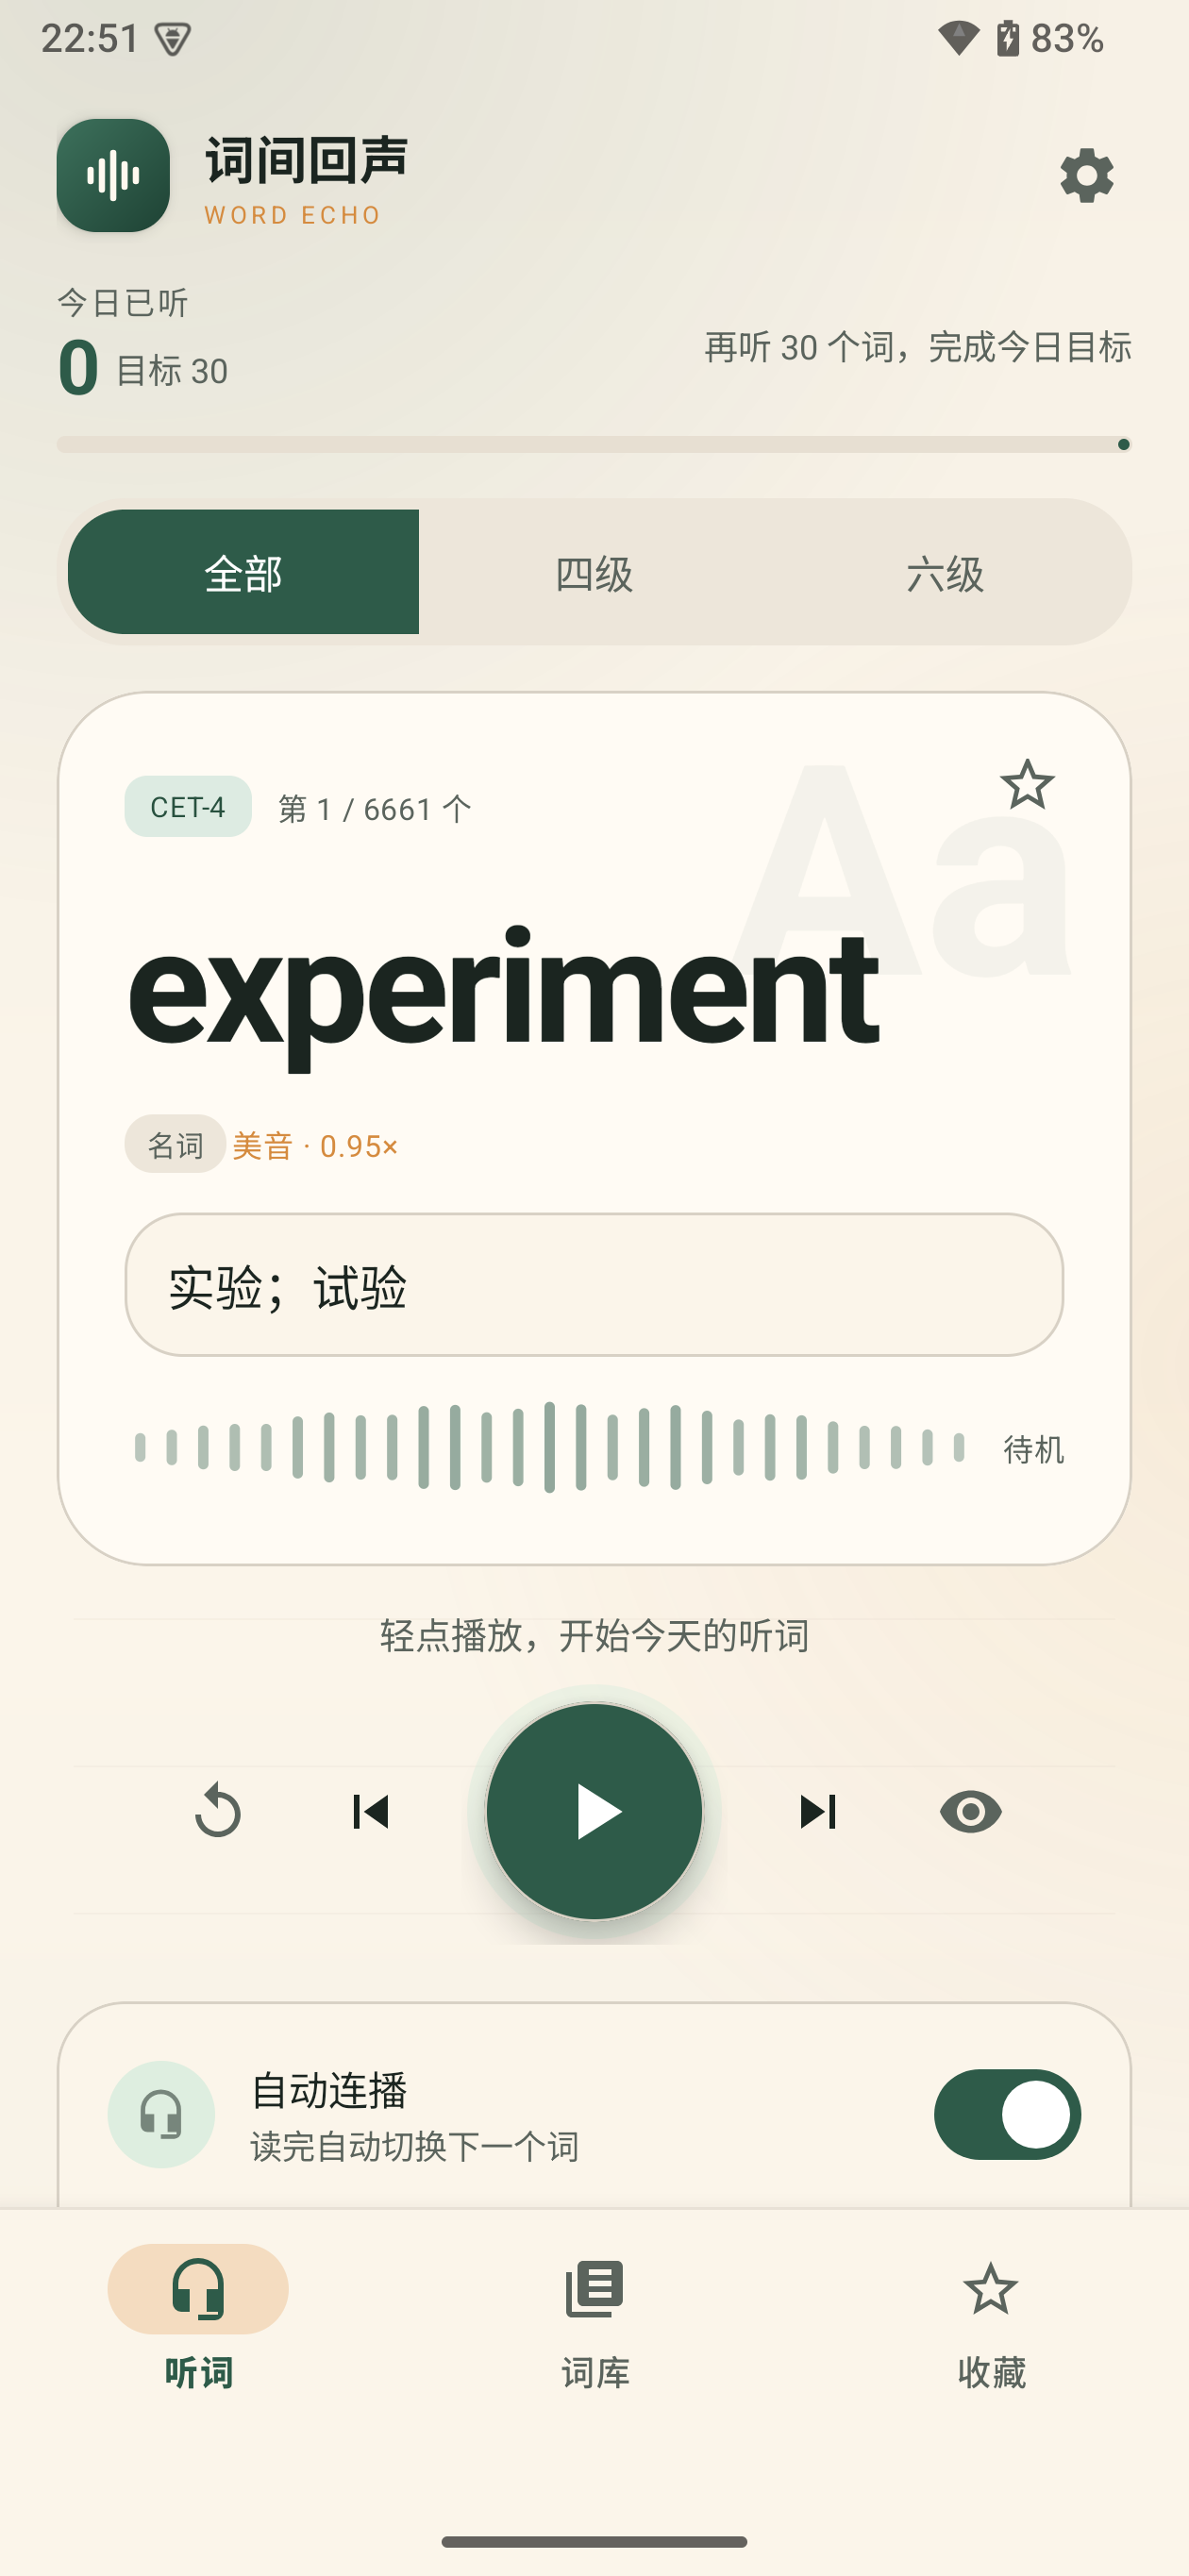 22:51
83%
词间回声
WORD ECHO
今日已听
0 目标 30
再听 30 个词，完成今日目标
全部 四级 六级
CET-4 第 1 / 6661 个
Aa
experiment
名词 美音 · 0.95×
实验；试验
待机
轻点播放，开始今天的听词
自动连播
读完自动切换下一个词
听词 词库 收藏